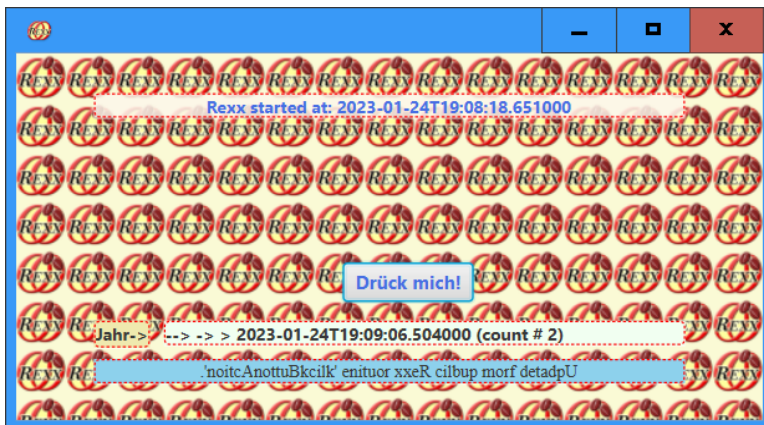 Rexx started at: 2023-01-24T19:08:18.651000
Drück mich!
Jahr-> --> -> > 2023-01-24T19:09:06.504000 (count # 2)
.'noitcAnottuBkcilk' enituor xxeR cilbup morf detadpU